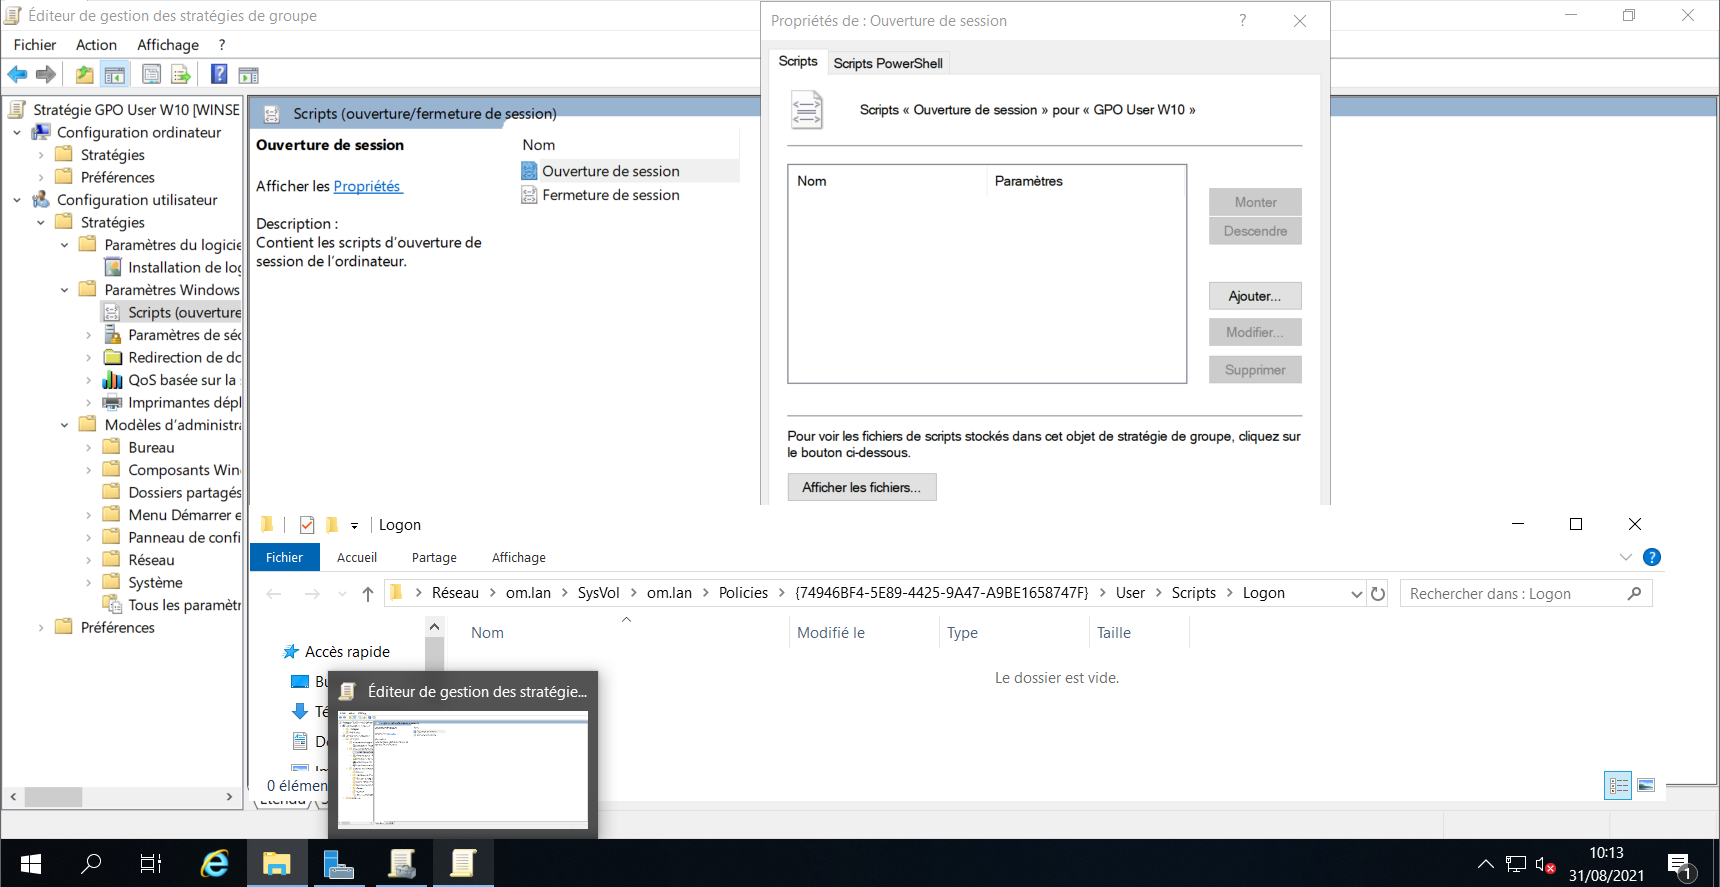 Éditeur de gestion des stratégies de groupe
Fichier Action Affichage ?
Stratégie GPO User W10 [WINSE
Configuration ordinateur
Stratégies
Préférences
Configuration utilisateur
Stratégies
Paramètres du logicie
Installation de log
Paramètres Windows
Scripts (ouverture
Paramètres de séc
Redirection de do
QoS basée sur la
Imprimantes dépl
Modèles d'administra
Bureau
Composants Win
Dossiers partagés
Menu Démarrer e
Panneau de confi
Réseau
Système
Tous les paramètr
Préférences
Scripts (ouverture/fermeture de session)
Ouverture de session
Afficher les Propriétés
Description :
Contient les scripts d'ouverture de
session de l'ordinateur.
Nom
Ouverture de session
Fermeture de session
Propriétés de : Ouverture de session
?
Scripts
Scripts PowerShell
Scripts « Ouverture de session » pour « GPO User W10 »
Nom Paramètres
Monter
Descendre
Ajouter...
Modifier...
Supprimer
Pour voir les fichiers de scripts stockés dans cet objet de stratégie de groupe, cliquez sur
le bouton ci-dessous.
Afficher les fichiers...
Logon
Fichier Accueil Partage Affichage
?
Réseau om.lan SysVol om.lan Policies {74946BF4-5E89-4425-9A47-A9BE1658747F} User Scripts Logon
Rechercher dans : Logon
Nom Modifié le Type Taille
Accès rapide
Le dossier est vide.
Bu
Té
Do
0 élémen
Étendu
Éditeur de gestion des stratégie...
10:13
31/08/2021
1